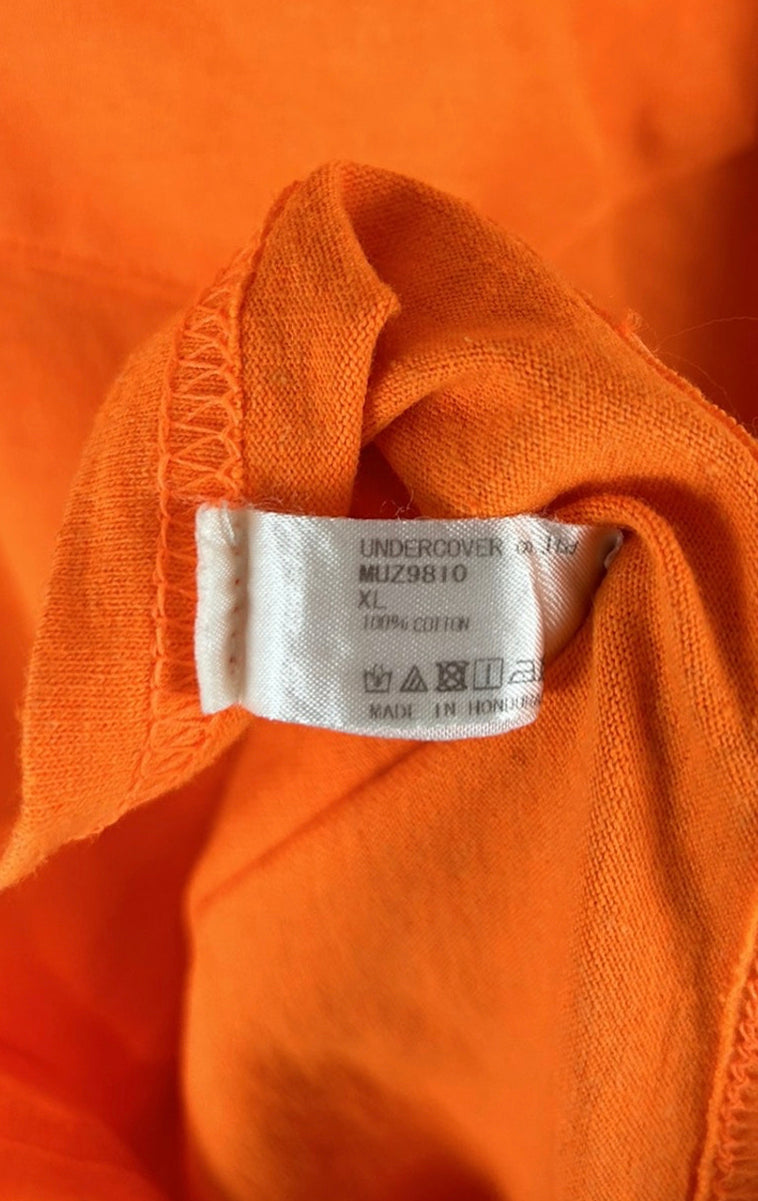 UNDERCOVER
MUZ9810
XL
100% COTTON
MADE IN